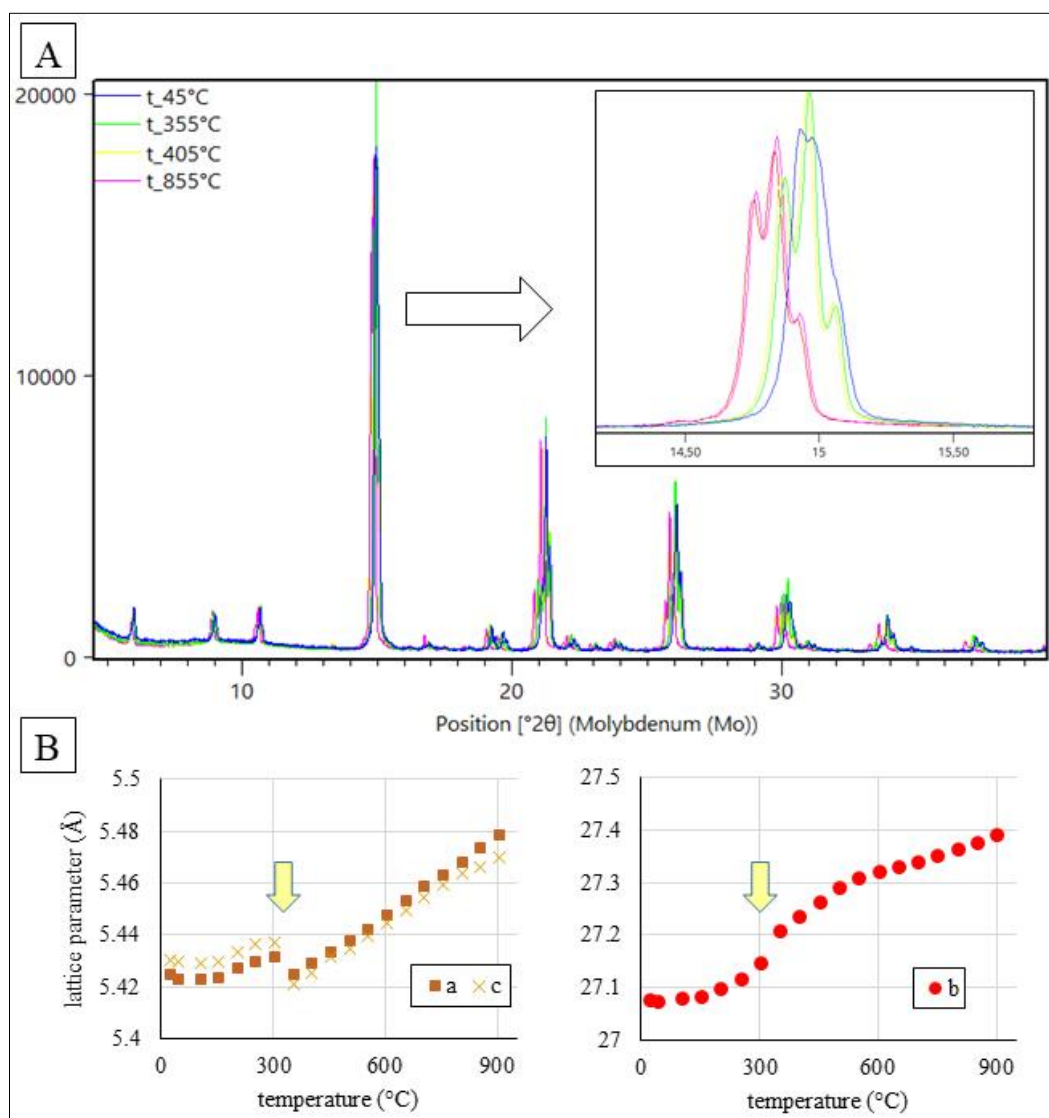 A
20000
10000
0
t_45°C
t_355°C
t_405°C
t_855°C
14,50 15 15,50
10 20 30
Position [°2θ] (Molybdenum (Mo))
B
5.5
5.48
5.46
5.44
5.42
5.4
lattice parameter (Å)
a c
0 300 600 900
temperature (°C)
27.5
27.4
27.3
27.2
27.1
27
b
0 300 600 900
temperature (°C)